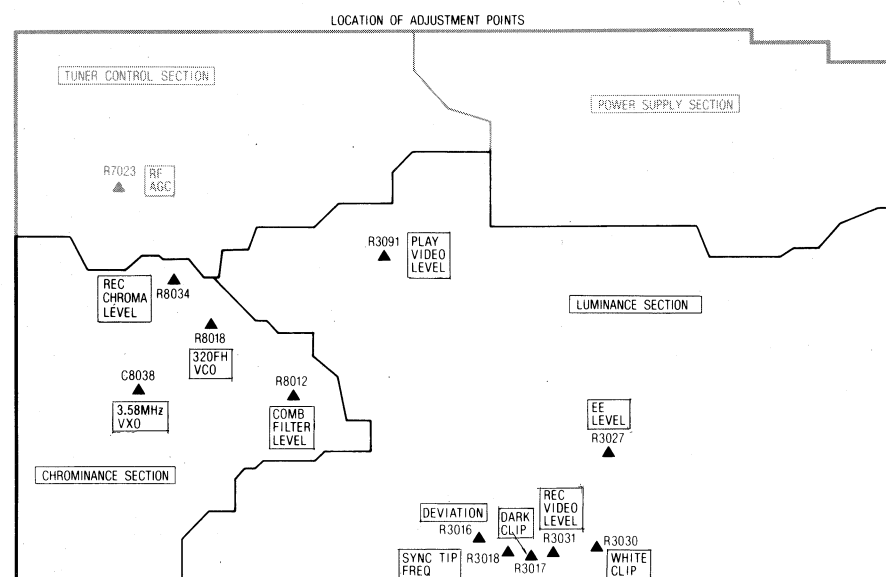 LOCATION OF ADJUSTMENT POINTS
TUNER CONTROL SECTION
POWER SUPPLY SECTION
R7023
RF
AGC
R3091
PLAY
VIDEO
LEVEL
REC
CHROMA
LEVEL
R8034
LUMINANCE SECTION
R8018
320FH
VCO
C8038
3.58MHz
VXO
R8012
COMB
FILTER
LEVEL
EE
LEVEL
R3027
CHROMINANCE SECTION
DEVIATION
R3016
DARK
CLIP
REC
VIDEO
LEVEL
SYNC TIP
FREQ
R3018
R3017
R3031
R3030
WHITE
CLIP